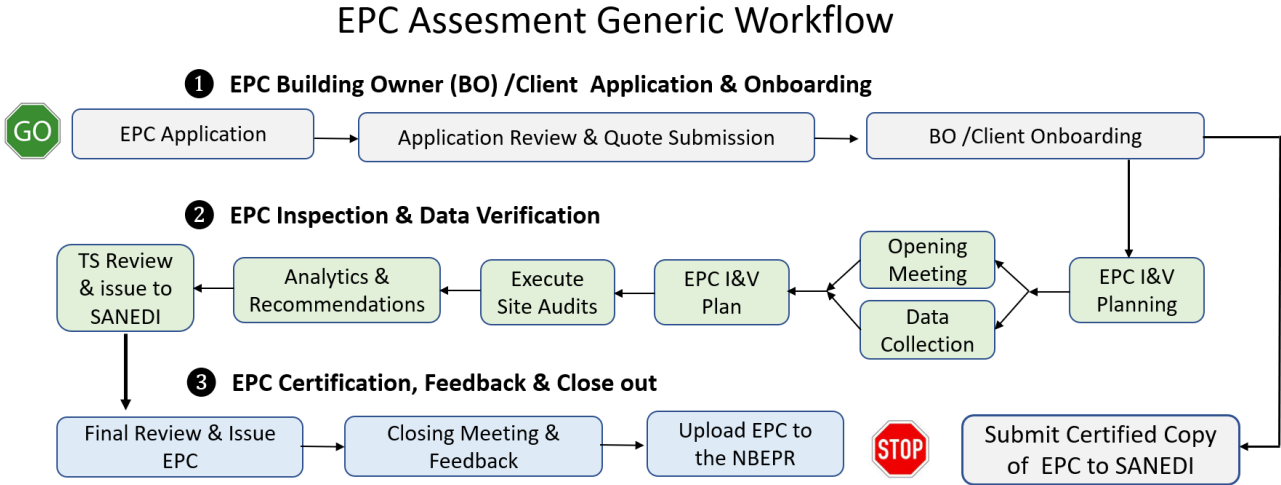 EPC Assesment Generic Workflow
❶ EPC Building Owner (BO) /Client Application & Onboarding
GO
EPC Application
Application Review & Quote Submission
BO /Client Onboarding
❷ EPC Inspection & Data Verification
TS Review
& issue to
SANEDI
Analytics &
Recommendations
Execute
Site Audits
EPC I&V
Plan
Opening
Meeting
Data
Collection
EPC I&V
Planning
❸ EPC Certification, Feedback & Close out
Final Review & Issue
EPC
Closing Meeting &
Feedback
Upload EPC to
the NBEPR
STOP
Submit Certified Copy
of EPC to SANEDI